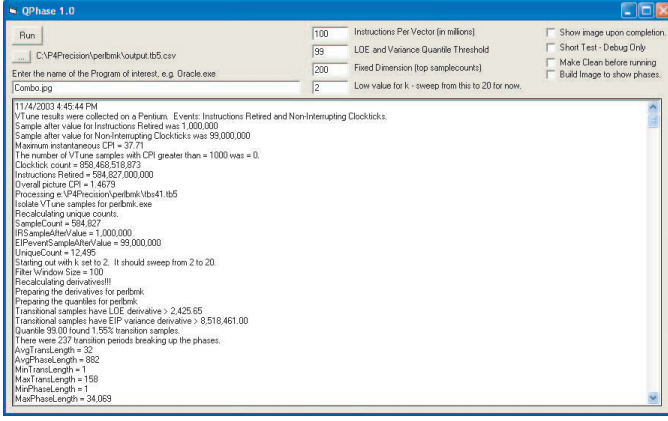 QPhase 1.0
Run
... C:\P4Precision\perlbmk\output.tb5.csv
Enter the name of the Program of interest, e.g. Oracle.exe
Combo.jpg
100 Instructions Per Vector (in millions)
99 LOE and Variance Quantile Threshold
200 Fixed Dimension (top samplecounts)
2 Low value for k - sweep from this to 20 for now.
Show image upon completion.
Short Test - Debug Only
Make Clean before running
Build Image to show phases.
11/4/2003 4:45:44 PM
VTune results were collected on a Pentium. Events: Instructions Retired and Non-Interrupting Clockticks.
Sample after value for Instructions Retired was 1,000,000
Sample after value for Non-Interrupting Clockticks was 99,000,000
Maximum instantaneous CPI = 37.71
The number of VTune samples with CPI greater than = 1000 was = 0.
Clocktick count = 858,468,518,873
Instructions Retired = 584,827,000,000
Overall picture CPI = 1.4679
Processing e:\P4Precision\perlbmk\tbs41.tb5
Isolate VTune samples for perlbmk.exe
Recalculating unique counts.
SampleCount = 584,827
IRSampleAfterValue = 1,000,000
EIPeventSampleAfterValue = 99,000,000
UniqueCount = 12,495
Starting out with k set to 2. It should sweep from 2 to 20.
Filter Window Size = 100
Recalculating derivatives!!!
Preparing the derivatives for perlbmk
Preparing the quantiles for perlbmk
Transitional samples have LOE derivative > 2,425.65
Transitional samples have EIP variance derivative > 8,518,461.00
Quantile 99.00 found 1.55% transition samples.
There were 237 transition periods breaking up the phases.
AvgTransLength = 32
AvgPhaseLength = 882
MinTransLength = 1
MaxTransLength = 158
MinPhaseLength = 1
MaxPhaseLength = 34,069